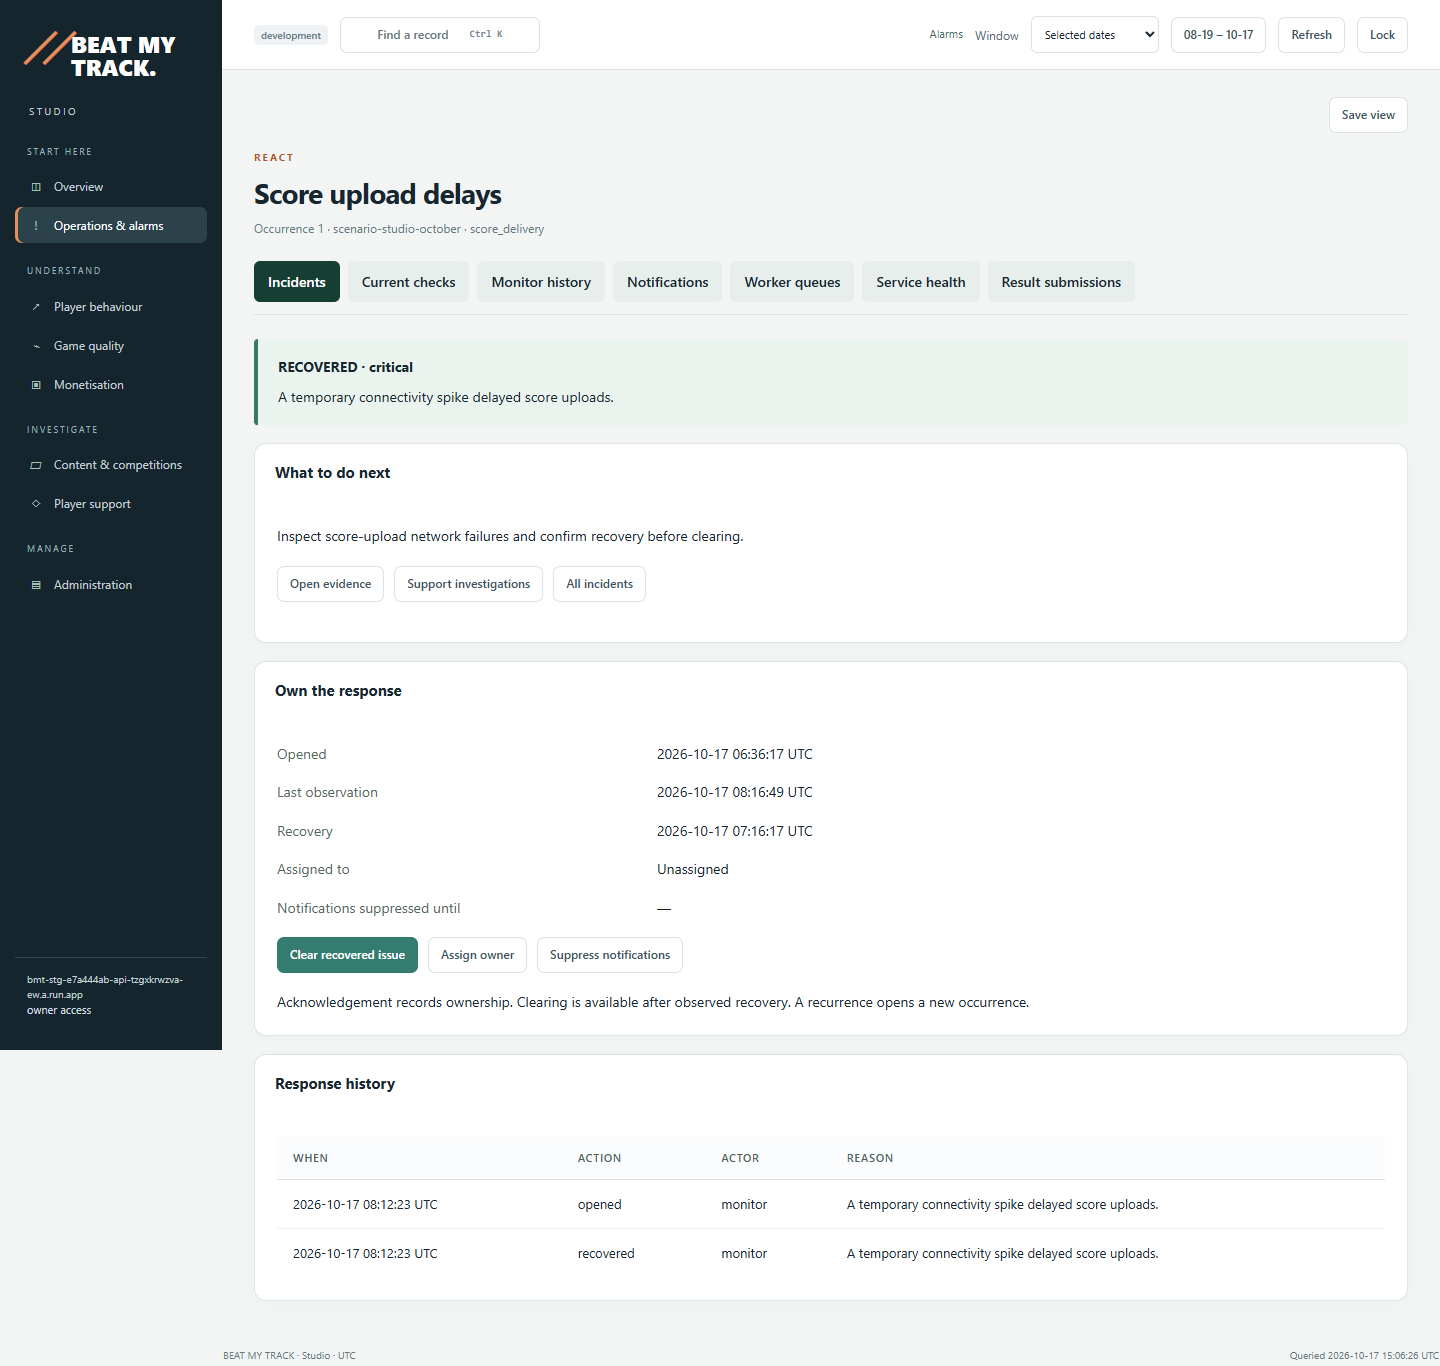 BEAT MY
TRACK.
STUDIO
START HERE
Overview
Operations & alarms
UNDERSTAND
Player behaviour
Game quality
Monetisation
INVESTIGATE
Content & competitions
Player support
MANAGE
Administration
bmt-stg-e7a444ab-api-tzgxkrwzva-
ew.a.run.app
owner access
development
Find a record Ctrl K
Alarms Window Selected dates 08-19 – 10-17 Refresh Lock
Save view
REACT
Score upload delays
Occurrence 1 · scenario-studio-october · score_delivery
Incidents Current checks Monitor history Notifications Worker queues Service health Result submissions
RECOVERED · critical
A temporary connectivity spike delayed score uploads.
What to do next
Inspect score-upload network failures and confirm recovery before clearing.
Open evidence Support investigations All incidents
Own the response
Opened 2026-10-17 06:36:17 UTC
Last observation 2026-10-17 08:16:49 UTC
Recovery 2026-10-17 07:16:17 UTC
Assigned to Unassigned
Notifications suppressed until —
Clear recovered issue Assign owner Suppress notifications
Acknowledgement records ownership. Clearing is available after observed recovery. A recurrence opens a new occurrence.
Response history
WHEN ACTION ACTOR REASON
2026-10-17 08:12:23 UTC opened monitor A temporary connectivity spike delayed score uploads.
2026-10-17 08:12:23 UTC recovered monitor A temporary connectivity spike delayed score uploads.
BEAT MY TRACK · Studio · UTC
Queried 2026-10-17 15:06:26 UTC